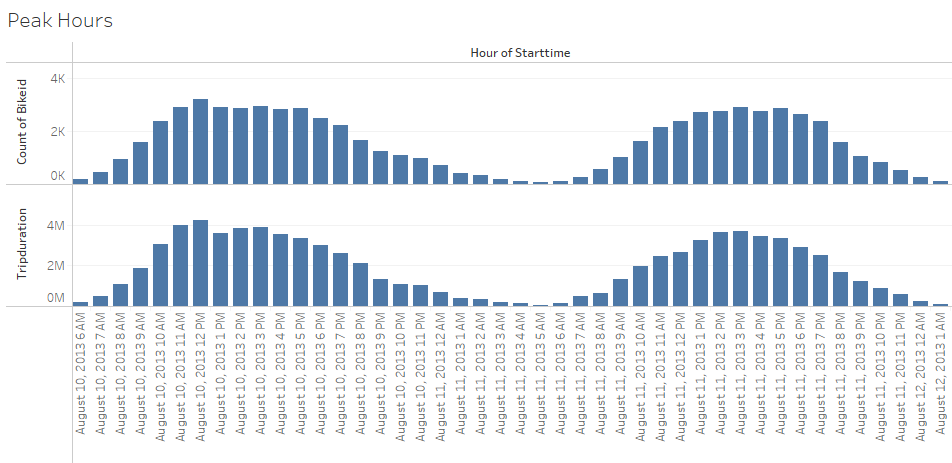 Peak Hours
Hour of Starttime
Count of Bikeid
4K
2K
0K
Tripduration
4M
2M
0M
August 10, 2013 6 AM
August 10, 2013 7 AM
August 10, 2013 8 AM
August 10, 2013 9 AM
August 10, 2013 10 AM
August 10, 2013 11 AM
August 10, 2013 12 PM
August 10, 2013 1 PM
August 10, 2013 2 PM
August 10, 2013 3 PM
August 10, 2013 4 PM
August 10, 2013 5 PM
August 10, 2013 6 PM
August 10, 2013 7 PM
August 10, 2013 8 PM
August 10, 2013 9 PM
August 10, 2013 10 PM
August 10, 2013 11 PM
August 11, 2013 12 AM
August 11, 2013 1 AM
August 11, 2013 2 AM
August 11, 2013 3 AM
August 11, 2013 4 AM
August 11, 2013 5 AM
August 11, 2013 6 AM
August 11, 2013 7 AM
August 11, 2013 8 AM
August 11, 2013 9 AM
August 11, 2013 10 AM
August 11, 2013 11 AM
August 11, 2013 12 PM
August 11, 2013 1 PM
August 11, 2013 2 PM
August 11, 2013 3 PM
August 11, 2013 4 PM
August 11, 2013 5 PM
August 11, 2013 6 PM
August 11, 2013 7 PM
August 11, 2013 8 PM
August 11, 2013 9 PM
August 11, 2013 10 PM
August 11, 2013 11 PM
August 12, 2013 12 AM
August 12, 2013 1 AM